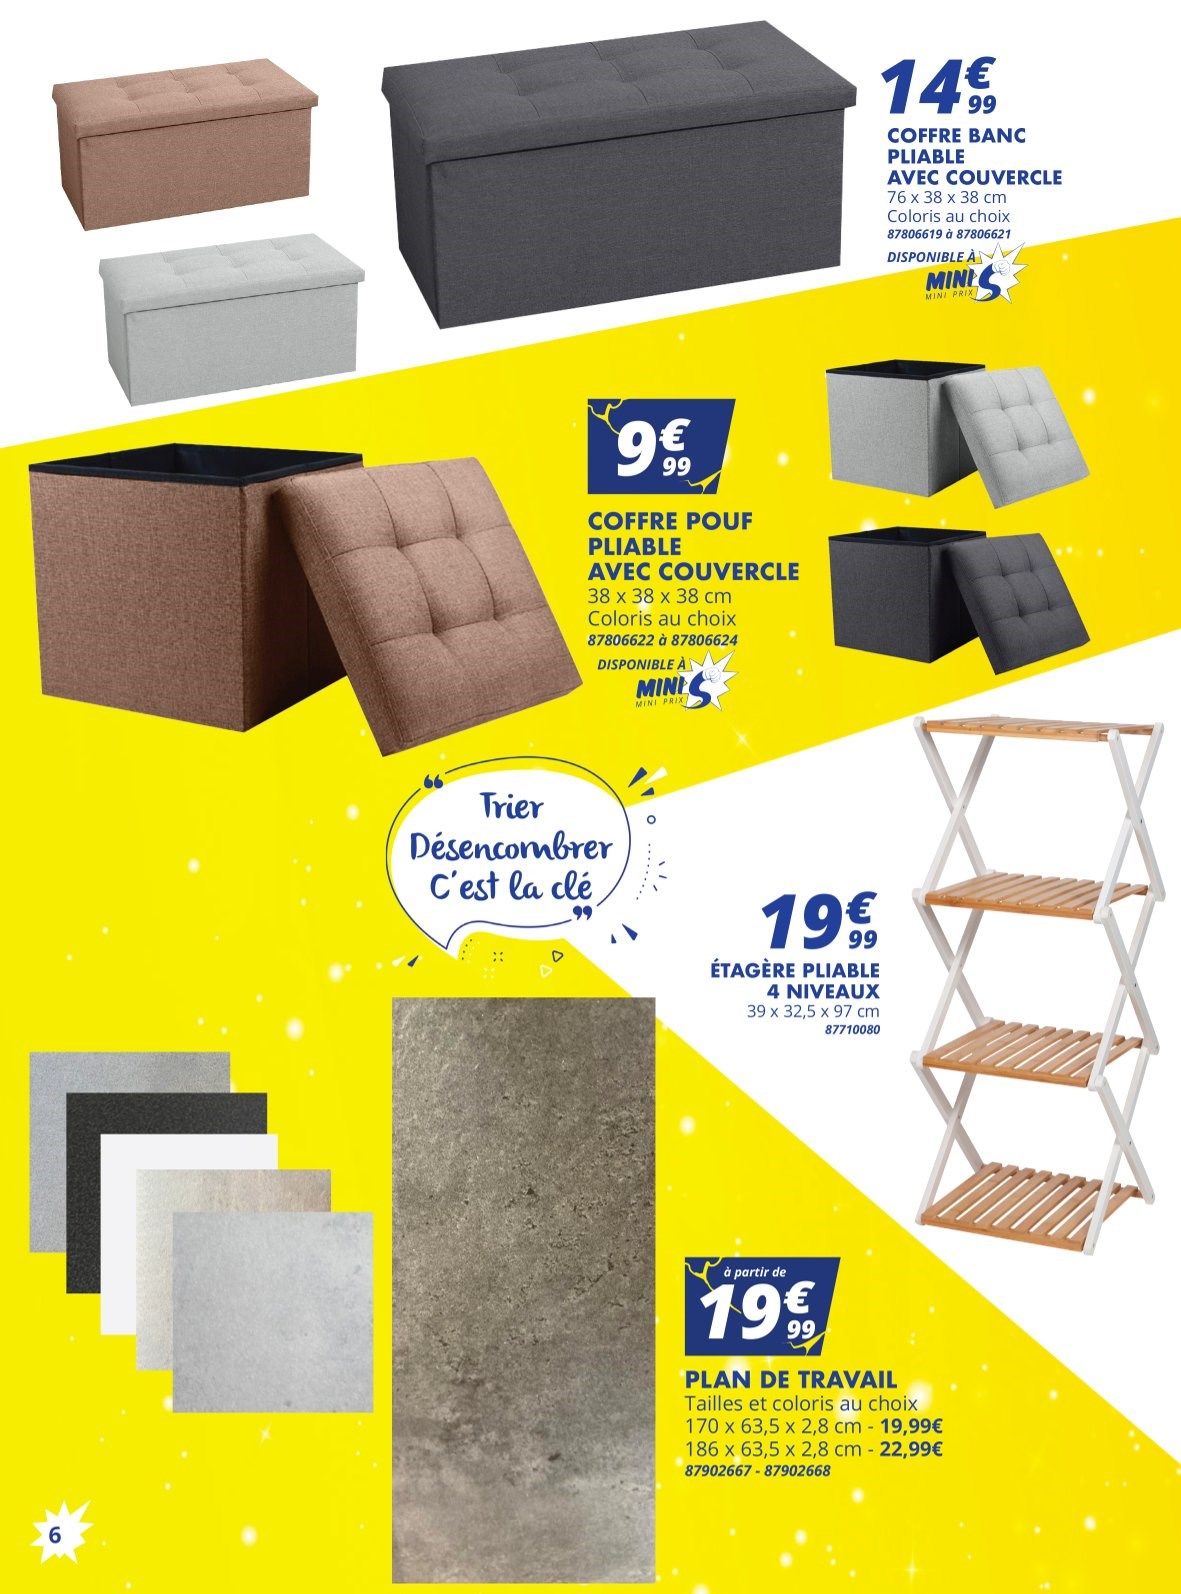 14€99
COFFRE BANC
PLIABLE
AVEC COUVERCLE
76 x 38 x 38 cm
Coloris au choix
87806619 à 87806621
DISPONIBLE À
MINI S
MINI PRIX
9€99
COFFRE POUF
PLIABLE
AVEC COUVERCLE
38 x 38 x 38 cm
Coloris au choix
87806622 à 87806624
DISPONIBLE À
MINI S
MINI PRIX
“ Trier
Désencombrer
C'est la clé ”
19€99
ÉTAGÈRE PLIABLE
4 NIVEAUX
39 x 32,5 x 97 cm
87710080
à partir de
19€99
PLAN DE TRAVAIL
Tailles et coloris au choix
170 x 63,5 x 2,8 cm - 19,99€
186 x 63,5 x 2,8 cm - 22,99€
87902667 - 87902668
6